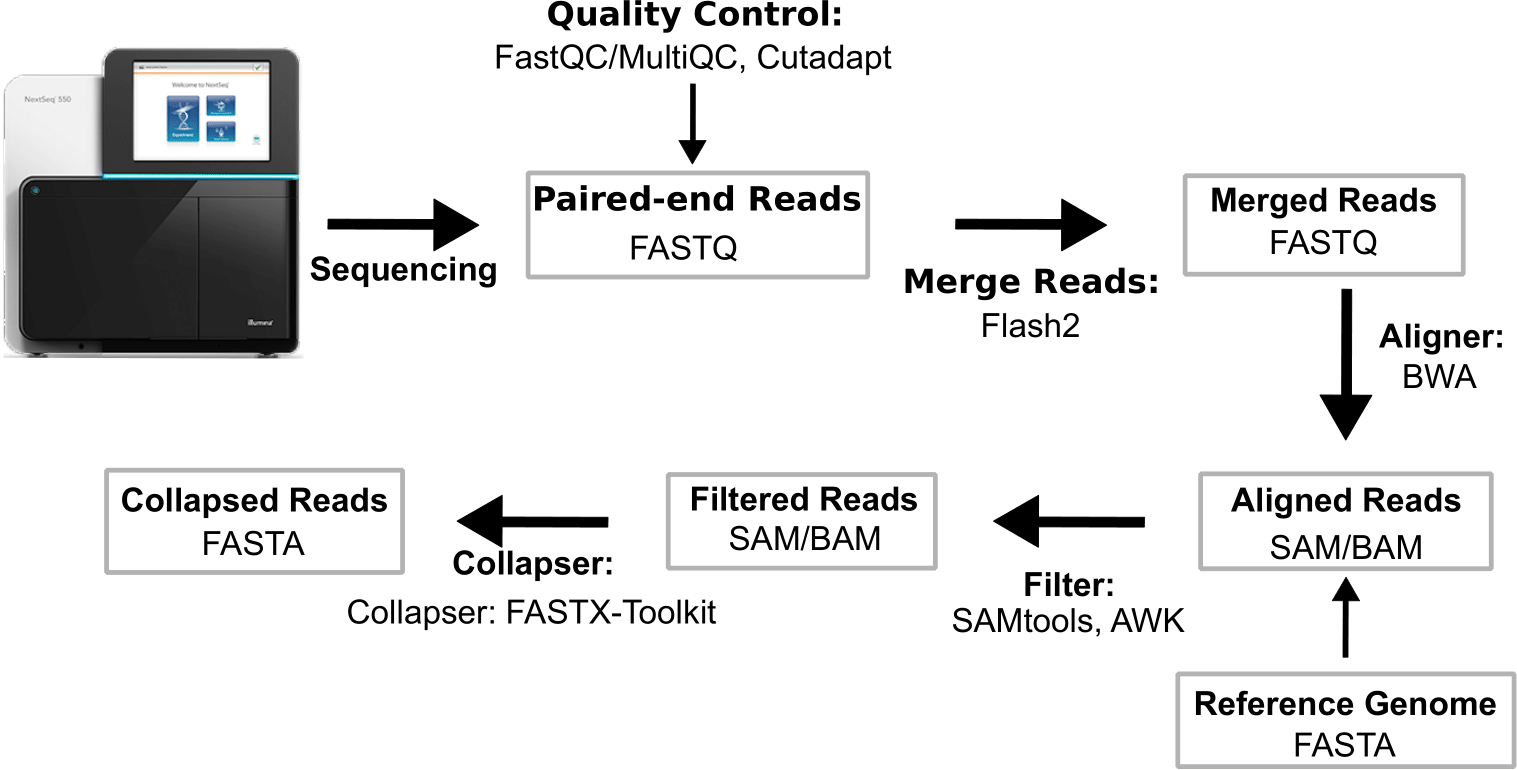 Quality Control:
FastQC/MultiQC, Cutadapt
NextSeq 550
Welcome to NextSeq
Experiment
illumina
Sequencing
Paired-end Reads
FASTQ
Merge Reads:
Flash2
Merged Reads
FASTQ
Aligner:
BWA
Aligned Reads
SAM/BAM
Reference Genome
FASTA
Filter:
SAMtools, AWK
Filtered Reads
SAM/BAM
Collapser:
Collapser: FASTX-Toolkit
Collapsed Reads
FASTA